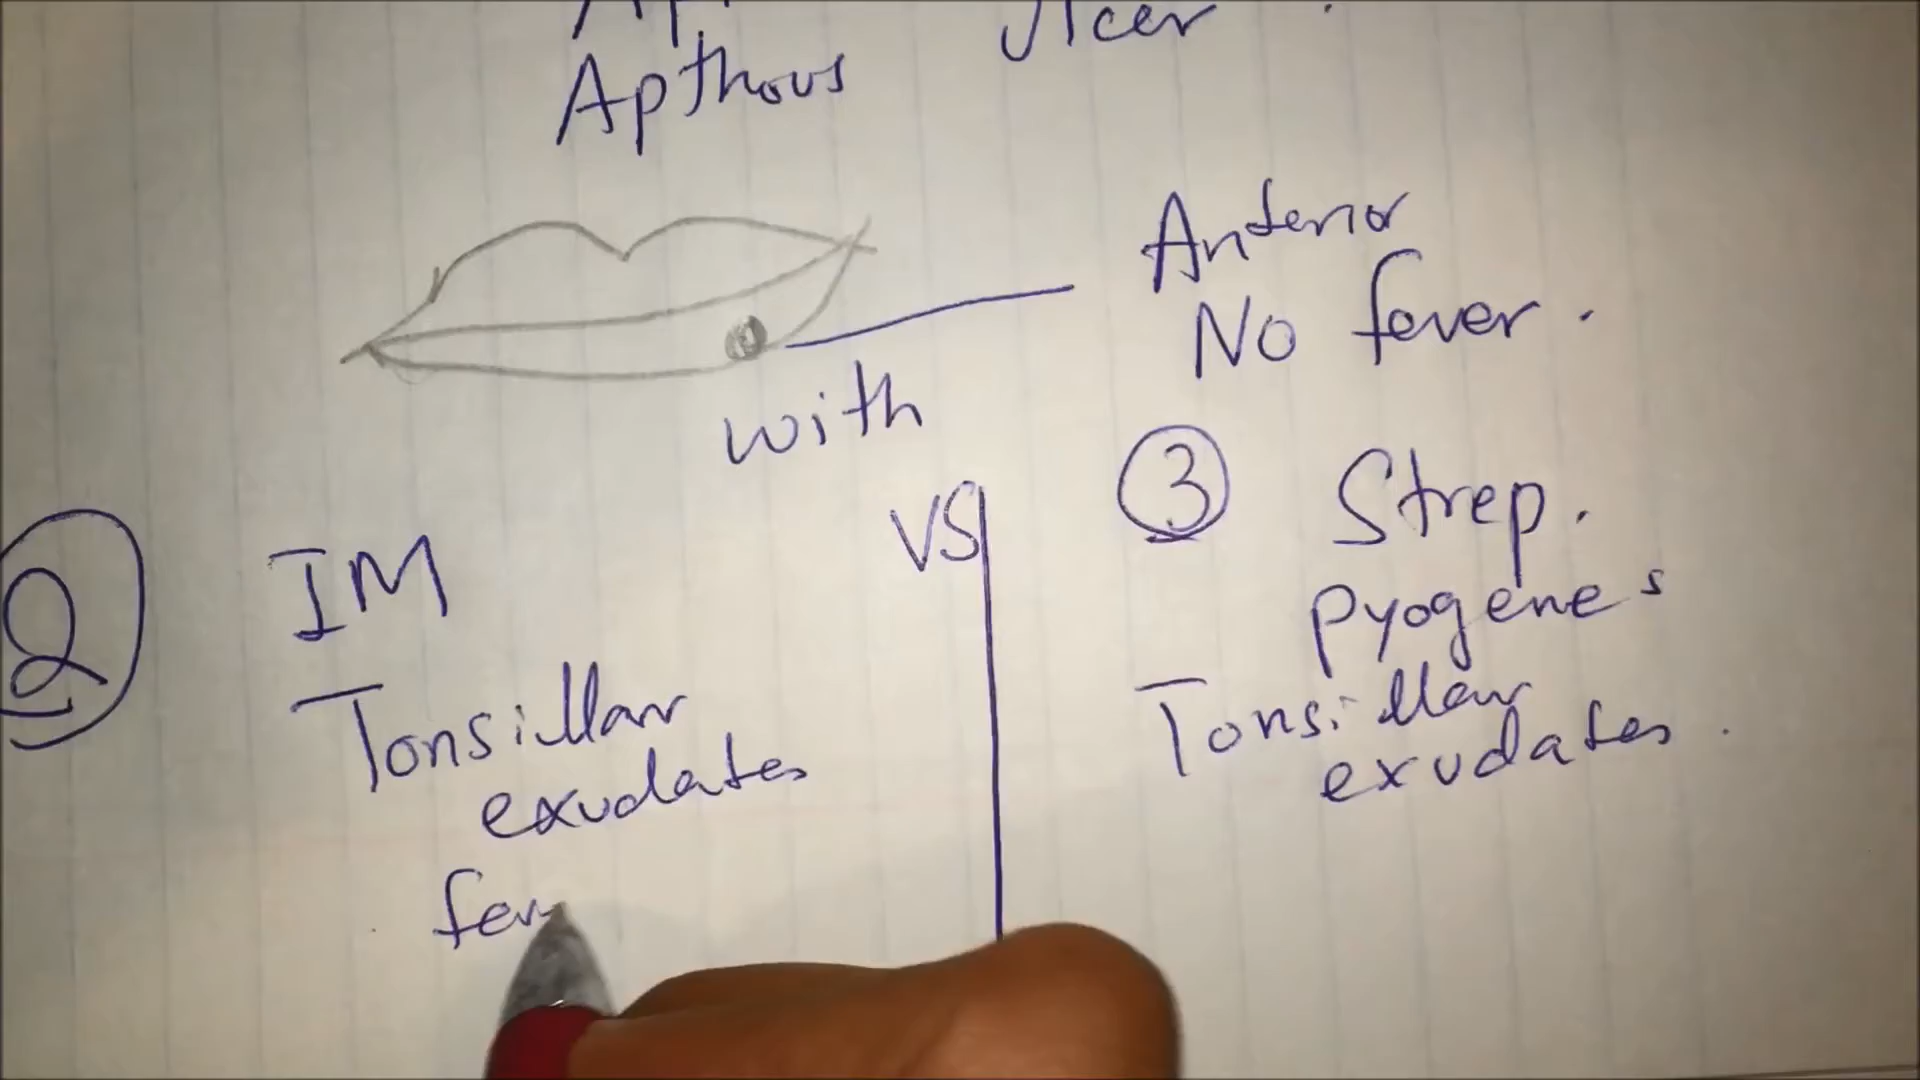 Ulcer.
Apthous
Anterior
No fever.
with
VS
3 Strep.
pyogenes
2 IM
Tonsillar
exudates
Tonsillar
exudates.
fev